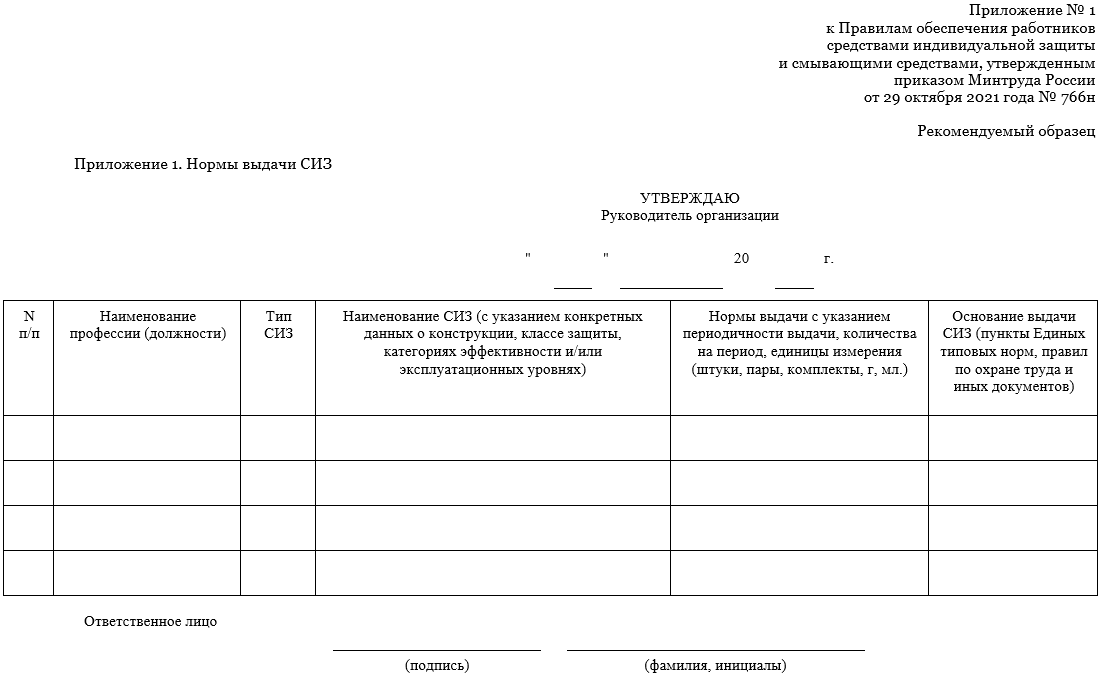 Приложение № 1
к Правилам обеспечения работников
средствами индивидуальной защиты
и смывающими средствами, утвержденным
приказом Минтруда России
от 29 октября 2021 года № 766н
Рекомендуемый образец
Приложение 1. Нормы выдачи СИЗ
УТВЕРЖДАЮ
Руководитель организации
" " 20 г.
N
п/п
Наименование
профессии (должности)
Тип
СИЗ
Наименование СИЗ (с указанием конкретных
данных о конструкции, классе защиты,
категориях эффективности и/или
эксплуатационных уровнях)
Нормы выдачи с указанием
периодичности выдачи, количества
на период, единицы измерения
(штуки, пары, комплекты, г, мл.)
Основание выдачи
СИЗ (пункты Единых
типовых норм, правил
по охране труда и
иных документов)
Ответственное лицо
(подпись)
(фамилия, инициалы)